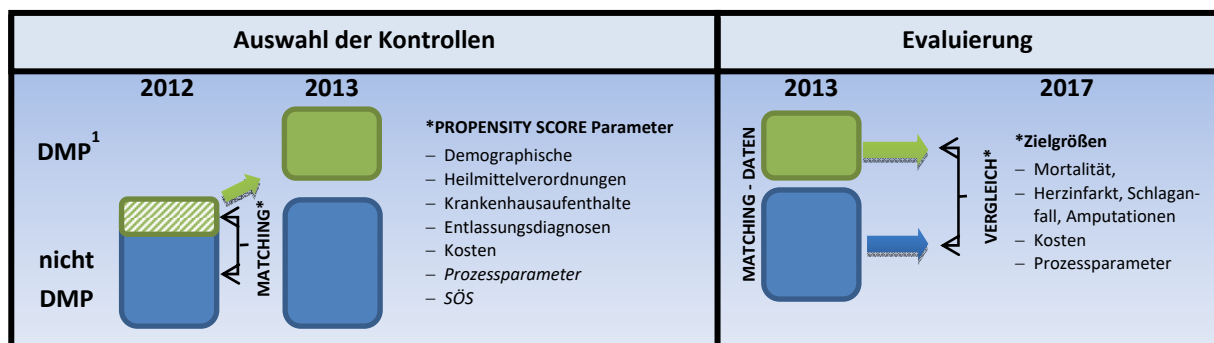 Auswahl der Kontrollen
Evaluierung
2012
2013
DMP1
nicht
DMP
MATCHING*
*PROPENSITY SCORE Parameter
– Demographische
– Heilmittelverordnungen
– Krankenhausaufenthalte
– Entlassungsdiagnosen
– Kosten
– Prozessparameter
– SÖS
2013
2017
MATCHING - DATEN
VERGLEICH*
*Zielgrößen
– Mortalität,
– Herzinfarkt, Schlagan-
fall, Amputationen
– Kosten
– Prozessparameter